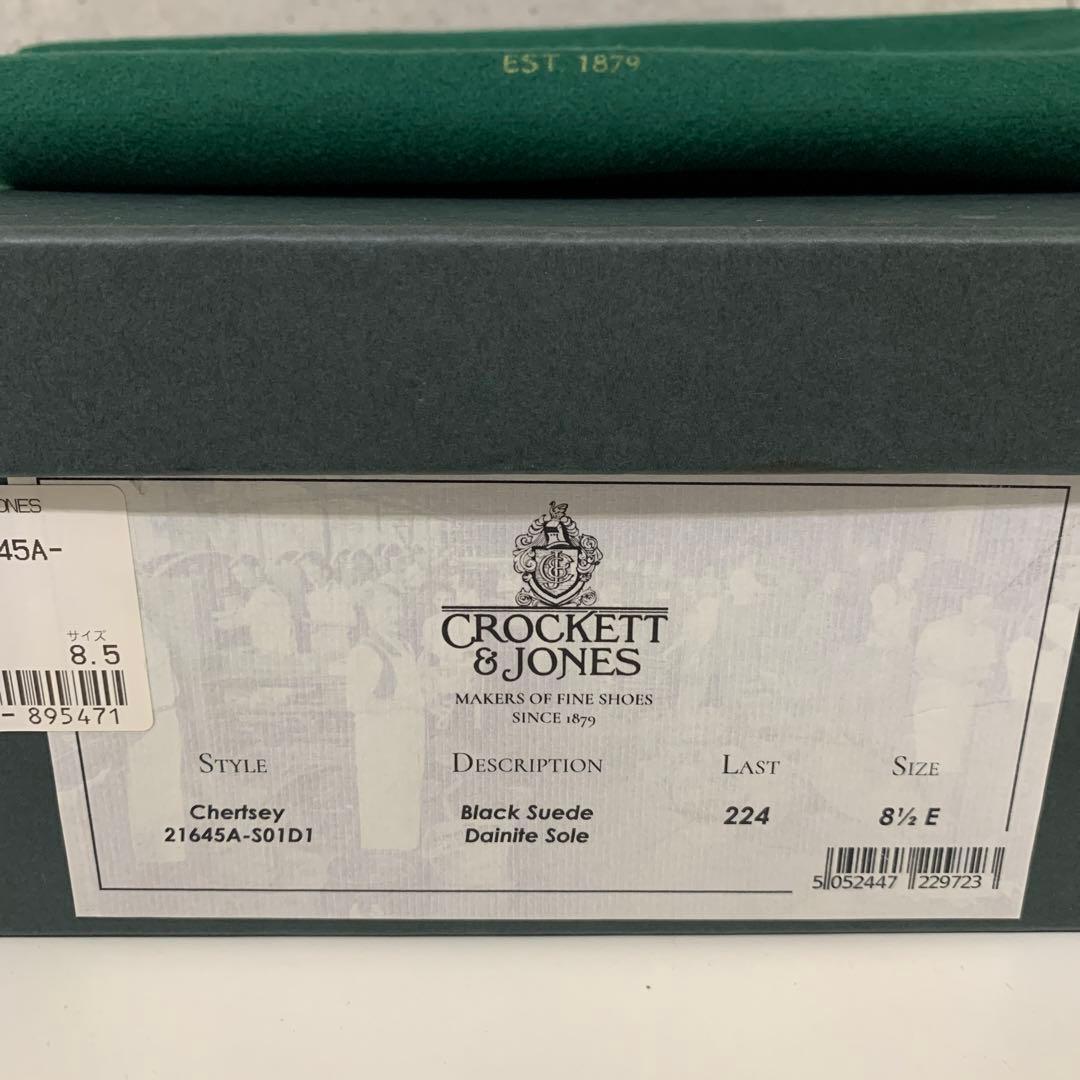 EST. 1879
ONES
45A-
サイズ
8.5
- 895471
CROCKETT
& JONES
MAKERS OF FINE SHOES
SINCE 1879
STYLE DESCRIPTION LAST SIZE
Chertsey Black Suede 224 8½ E
21645A-S01D1 Dainite Sole
5 052447 229723